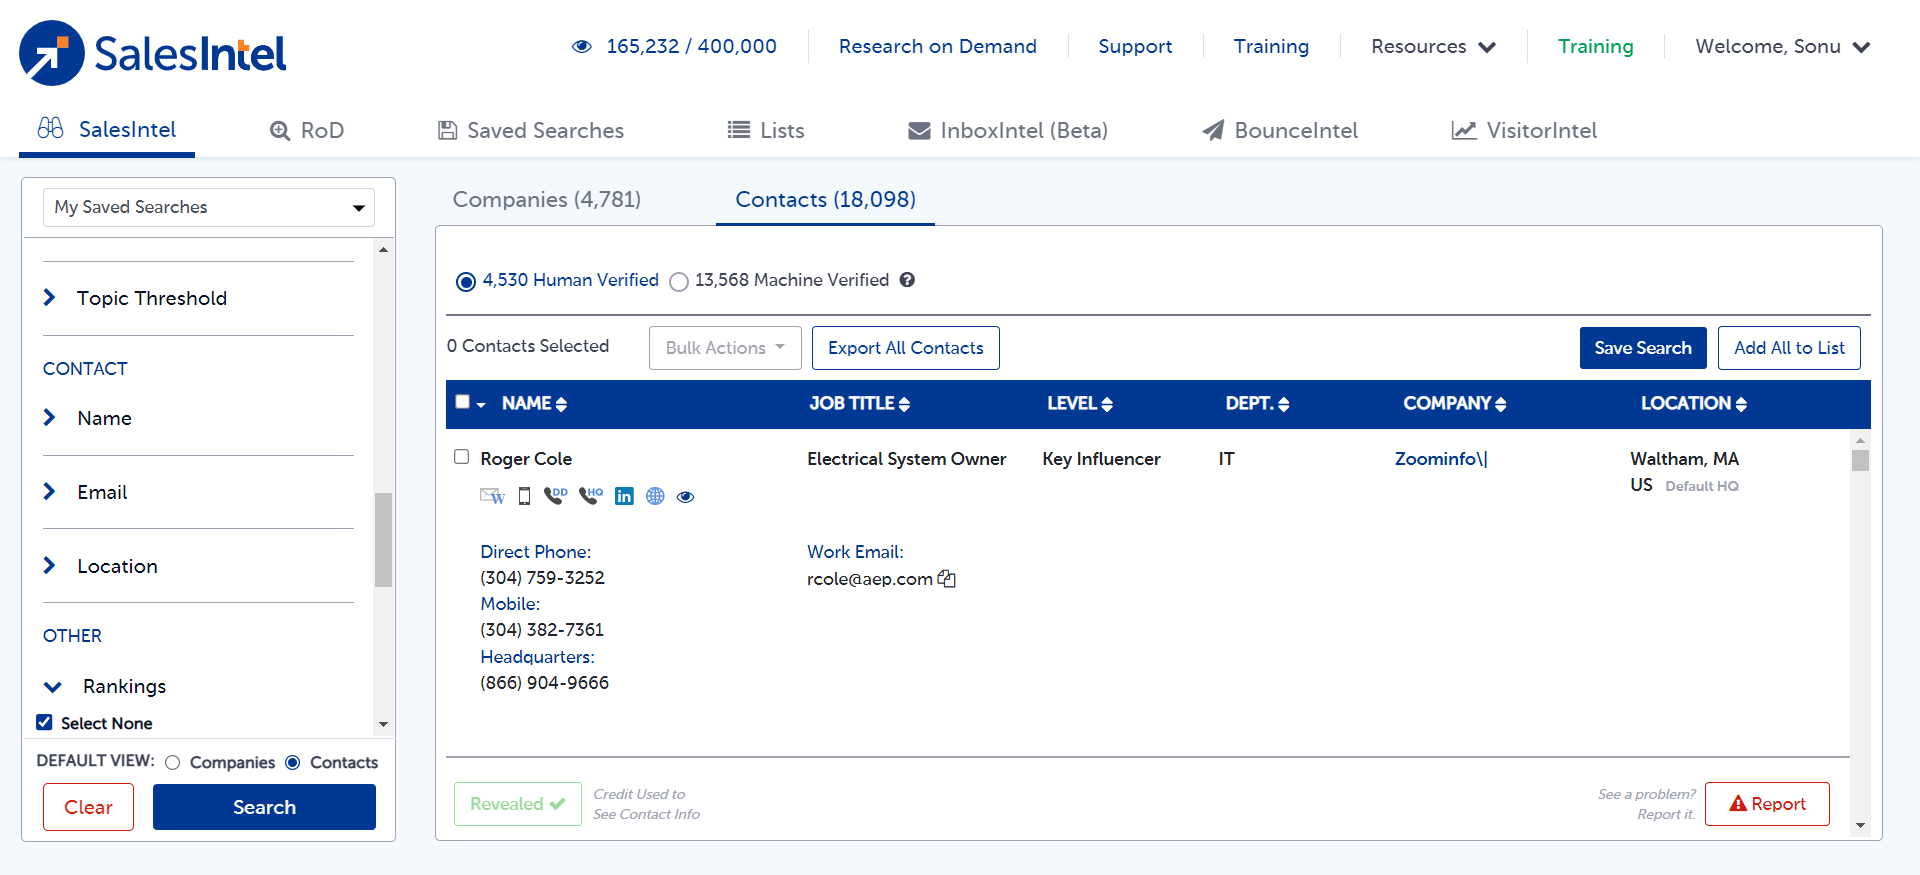 SalesIntel
165,232 / 400,000
Research on Demand
Support
Training
Resources
Training
Welcome, Sonu
SalesIntel
RoD
Saved Searches
Lists
InboxIntel (Beta)
BounceIntel
VisitorIntel
My Saved Searches
Topic Threshold
CONTACT
Name
Email
Location
OTHER
Rankings
Select None
DEFAULT VIEW: Companies Contacts
Clear
Search
Companies (4,781)
Contacts (18,098)
4,530 Human Verified
13,568 Machine Verified ?
0 Contacts Selected
Bulk Actions
Export All Contacts
Save Search
Add All to List
NAME
JOB TITLE
LEVEL
DEPT.
COMPANY
LOCATION
Roger Cole
Electrical System Owner
Key Influencer
IT
Zoominfo\|
Waltham, MA
US Default HQ
W
DD
HQ
in
Direct Phone:
(304) 759-3252
Mobile:
(304) 382-7361
Headquarters:
(866) 904-9666
Work Email:
rcole@aep.com
Revealed
Credit Used to
See Contact Info
See a problem?
Report it.
Report